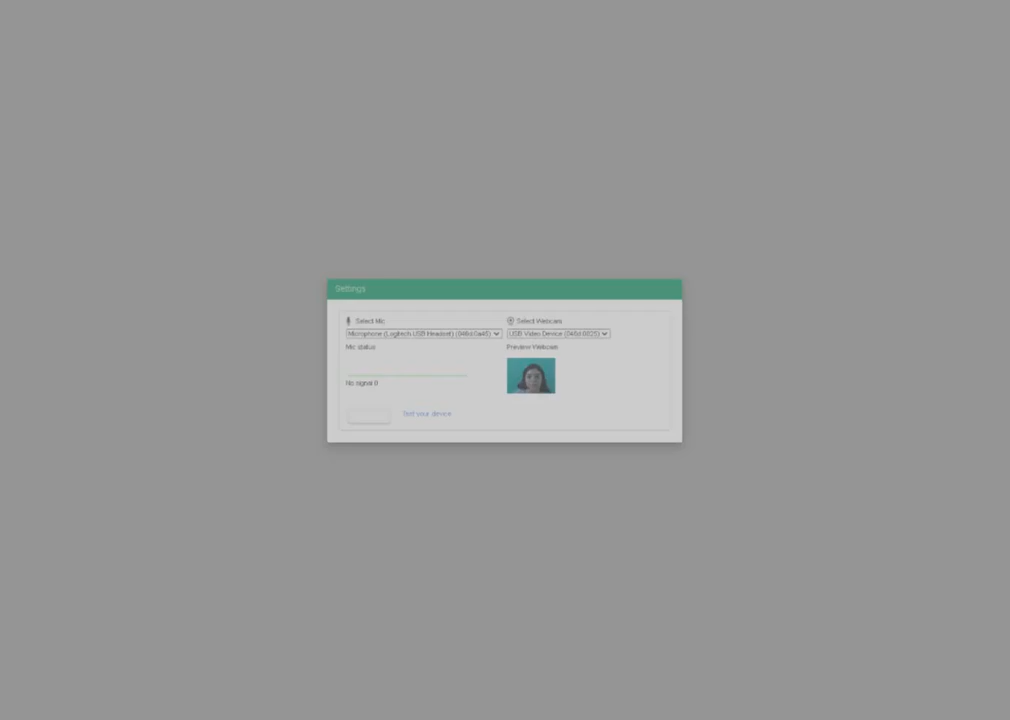 Settings
Select Mic
Microphone (Logitech USB Headset) (046d:0a45)
Mic status
No signal 0
Test your device
Select Webcam
USB Video Device (046d:0825)
Preview Webcam